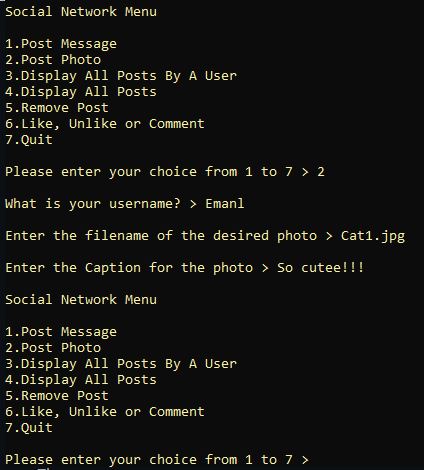 Social Network Menu
1.Post Message
2.Post Photo
3.Display All Posts By A User
4.Display All Posts
5.Remove Post
6.Like, Unlike or Comment
7.Quit
Please enter your choice from 1 to 7 > 2
What is your username? > Emanl
Enter the filename of the desired photo > Cat1.jpg
Enter the Caption for the photo > So cutee!!!
Social Network Menu
1.Post Message
2.Post Photo
3.Display All Posts By A User
4.Display All Posts
5.Remove Post
6.Like, Unlike or Comment
7.Quit
Please enter your choice from 1 to 7 >